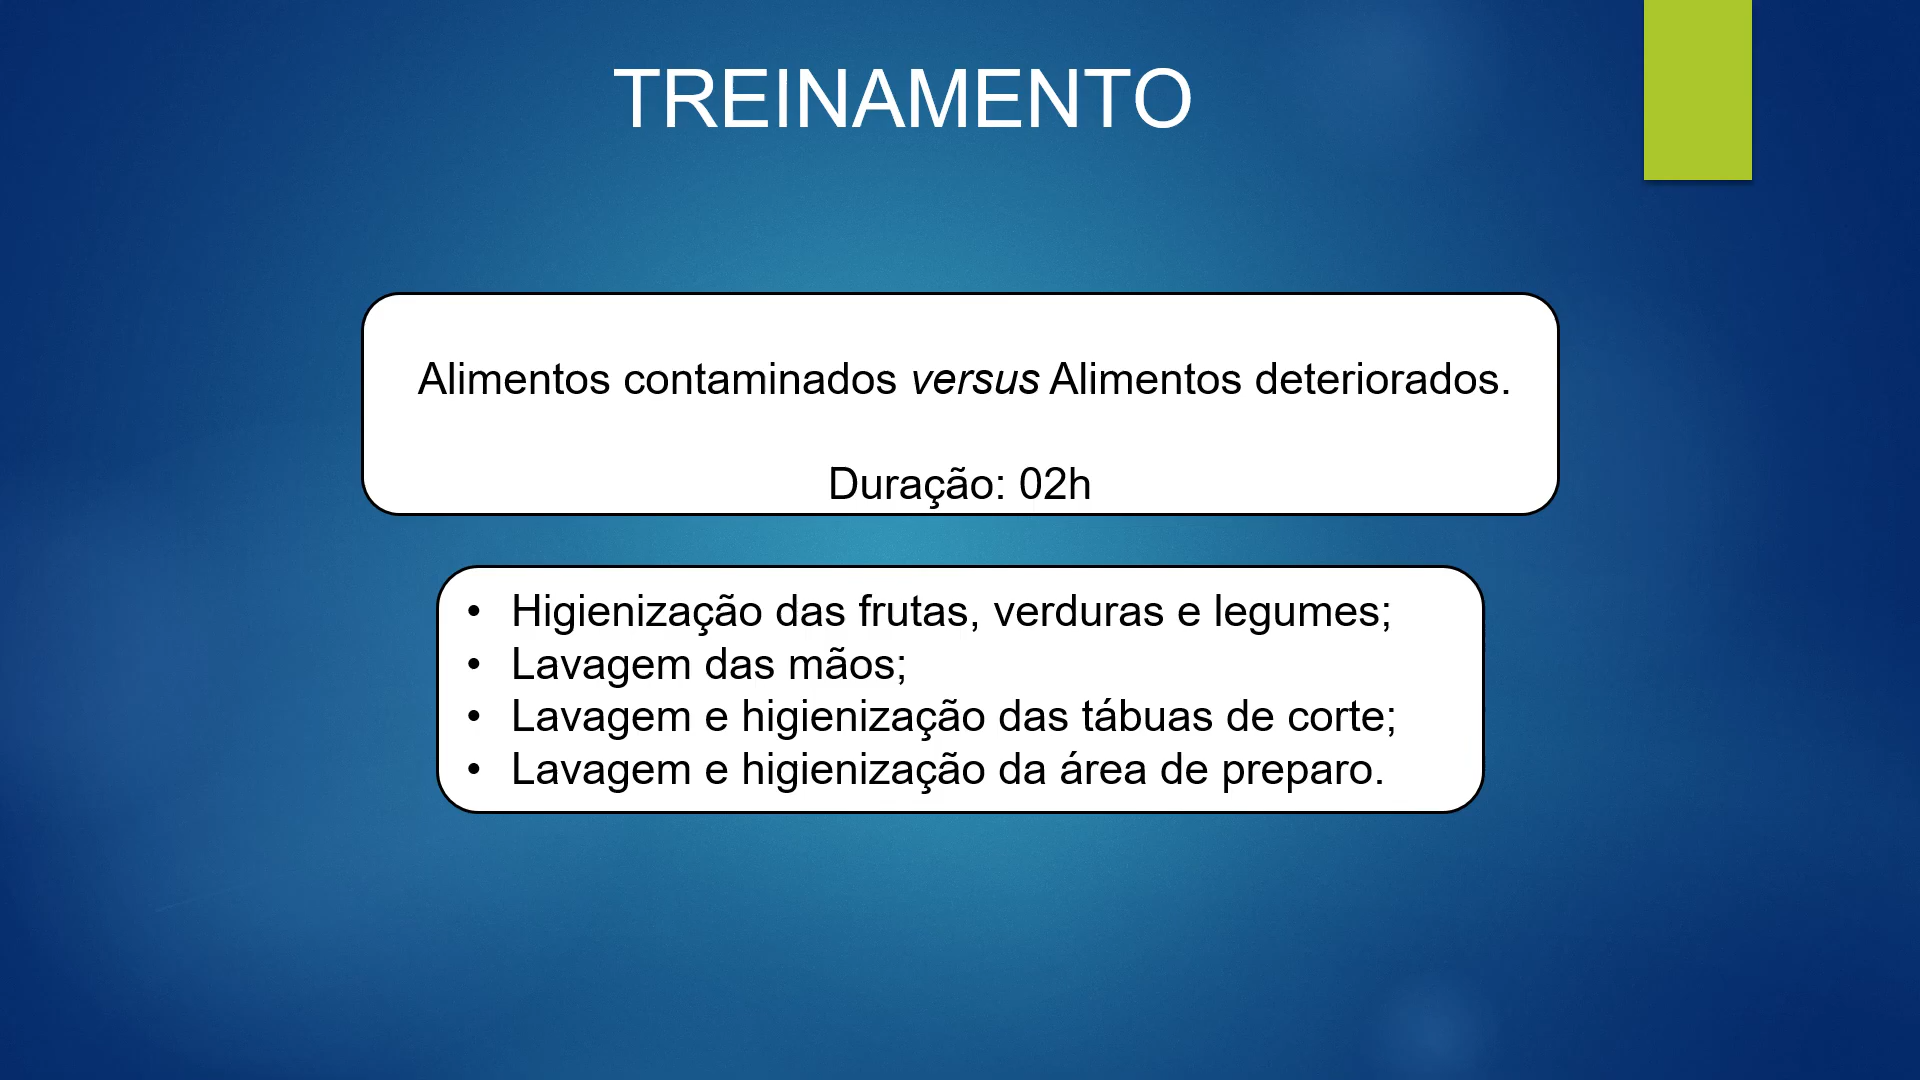 TREINAMENTO
Alimentos contaminados versus Alimentos deteriorados.
Duração: 02h
• Higienização das frutas, verduras e legumes;
• Lavagem das mãos;
• Lavagem e higienização das tábuas de corte;
• Lavagem e higienização da área de preparo.